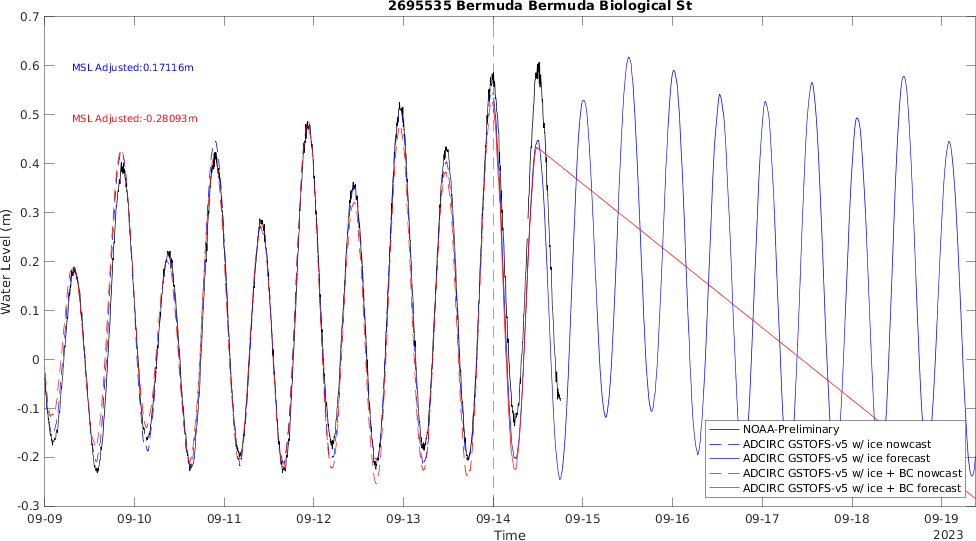 2695535 Bermuda Bermuda Biological St
0.7
0.6
0.5
0.4
0.3
0.2
0.1
0
-0.1
-0.2
-0.3
Water Level (m)
MSL Adjusted:0.17116m
MSL Adjusted:-0.28093m
NOAA-Preliminary
ADCIRC GSTOFS-v5 w/ ice nowcast
ADCIRC GSTOFS-v5 w/ ice forecast
ADCIRC GSTOFS-v5 w/ ice + BC nowcast
ADCIRC GSTOFS-v5 w/ ice + BC forecast
09-09 09-10 09-11 09-12 09-13 09-14 09-15 09-16 09-17 09-18 09-19
2023
Time